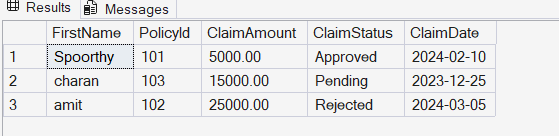 Results Messages
FirstName PolicyId ClaimAmount ClaimStatus ClaimDate
1 Spoorthy 101 5000.00 Approved 2024-02-10
2 charan 103 15000.00 Pending 2023-12-25
3 amit 102 25000.00 Rejected 2024-03-05